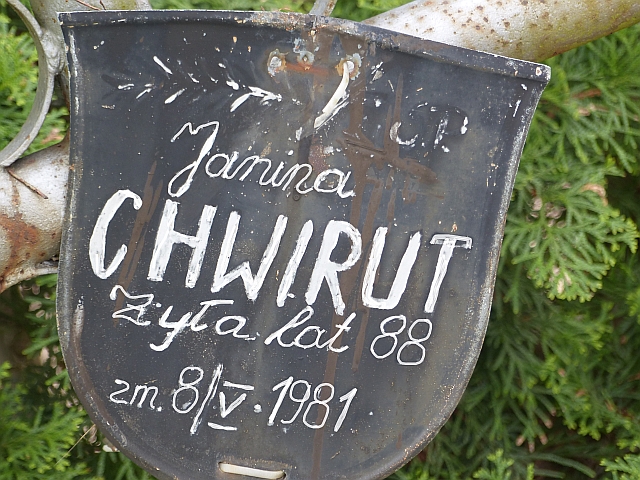 Ś.P.
Janina
CHWIRUT
żyła lat 88
zm. 8/V.1981